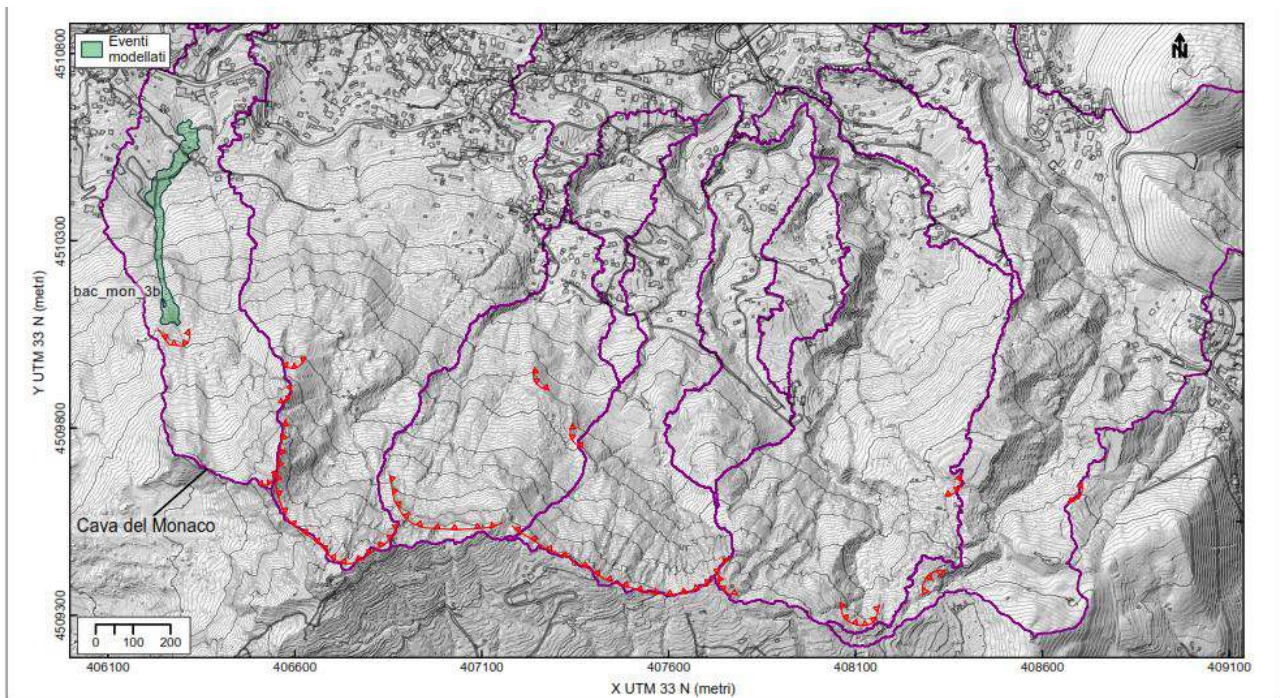 Eventi
modellati
N
4510800
4510300
4509800
4509300
Y UTM 33 N (metri)
bac_mon_3b
Cava del Monaco
0 100 200
406100 406600 407100 407600 408100 408600 409100
X UTM 33 N (metri)